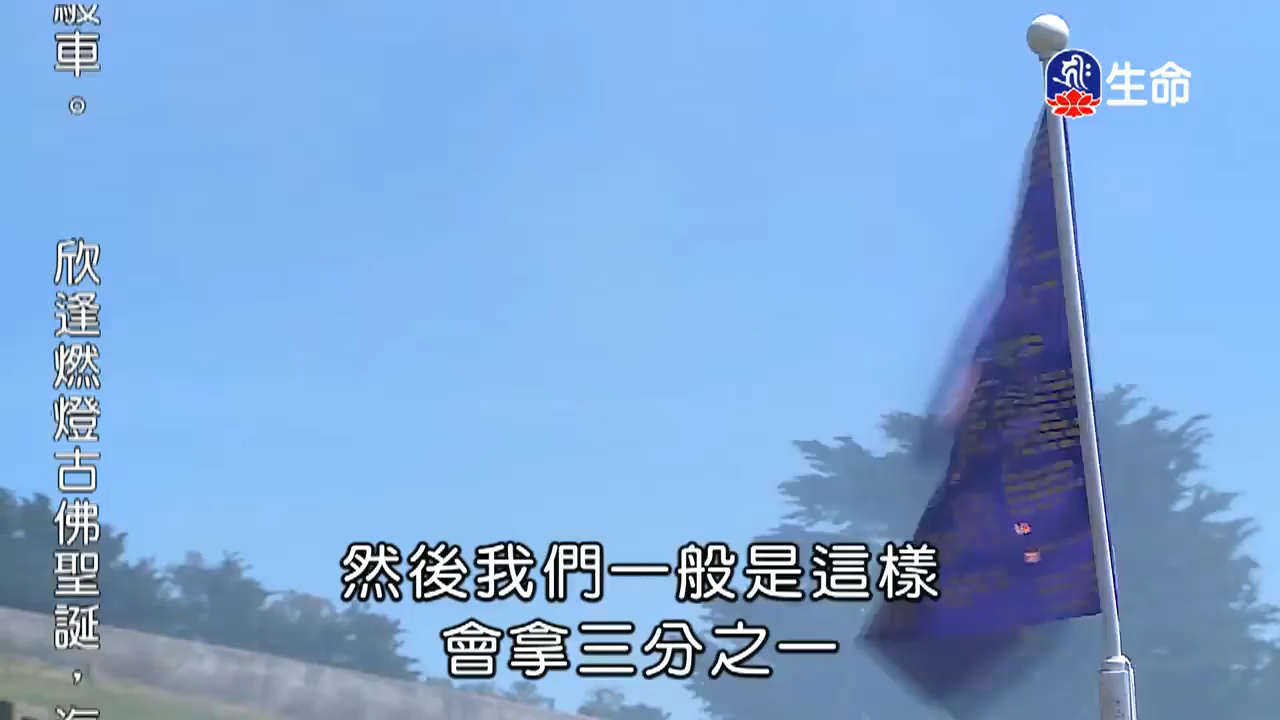 生命
車。 欣逢燃燈古佛聖誕，海
然後我們一般是這樣
會拿三分之一